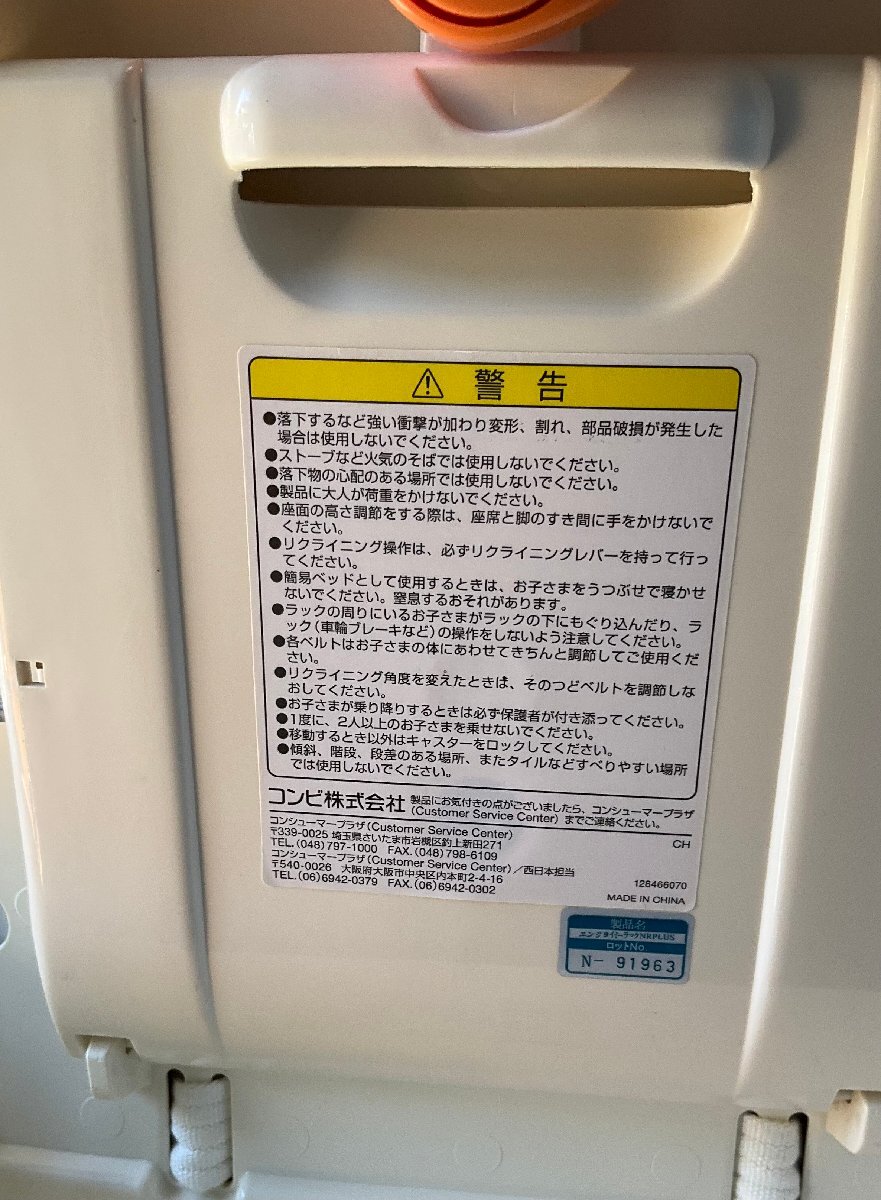 警告
●落下するなど強い衝撃が加わり変形、割れ、部品破損が発生した
場合は使用しないでください。
●ストーブなど火気のそばでは使用しないでください。
●落下物の心配のある場所では使用しないでください。
●製品に大人が荷重をかけないでください。
●座面の高さ調節をする際は、座席と脚のすき間に手をかけないで
ください。
●リクライニング操作は、必ずリクライニングレバーを持って行っ
てください。
●簡易ベッドとして使用するときは、お子さまをうつぶせで寝かせ
ないでください。窒息するおそれがあります。
●ラックの周りにいるお子さまがラックの下にもぐり込んだり、ラ
ック(車輪ブレーキなど)の操作をしないよう注意してください。
●各ベルトはお子さまの体にあわせてきちんと調節してご使用くだ
さい。
●リクライニング角度を変えたときは、そのつどベルトを調節しな
おしてください。
●お子さまが乗り降りするときは必ず保護者が付き添ってください。
●1度に、2人以上のお子さまを乗せないでください。
●移動するとき以外はキャスターをロックしてください。
●傾斜、階段、段差のある場所、またタイルなどすべりやすい場所
では使用しないでください。
コンビ株式会社 製品にお気付きの点がございましたら、コンシューマープラザ
(Customer Service Center) までご連絡ください。
コンシューマープラザ(Customer Service Center) CH
〒339-0025 埼玉県さいたま市岩槻区釣上新田271
TEL.(048)797-1000 FAX.(048)798-6109
コンシューマープラザ(Customer Service Center)/西日本担当
〒540-0026 大阪府大阪市中央区内本町2-4-16
TEL.(06)6942-0379 FAX.(06)6942-0302
128466070
MADE IN CHINA
製品名
NRPLUS
ロットNo.
N- 91963